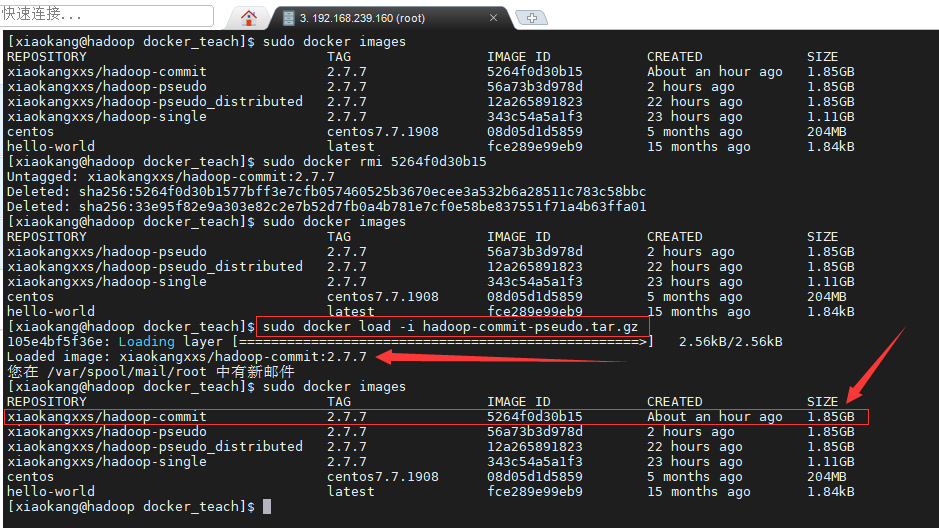 快速连接...
3. 192.168.239.160 (root)
[xiaokang@hadoop docker_teach]$ sudo docker images
REPOSITORY TAG IMAGE ID CREATED SIZE
xiaokangxxs/hadoop-commit 2.7.7 5264f0d30b15 About an hour ago 1.85GB
xiaokangxxs/hadoop-pseudo 2.7.7 56a73b3d978d 2 hours ago 1.85GB
xiaokangxxs/hadoop-pseudo_distributed 2.7.7 12a265891823 22 hours ago 1.85GB
xiaokangxxs/hadoop-single 2.7.7 343c54a5a1f3 23 hours ago 1.11GB
centos centos7.7.1908 08d05d1d5859 5 months ago 204MB
hello-world latest fce289e99eb9 15 months ago 1.84kB
[xiaokang@hadoop docker_teach]$ sudo docker rmi 5264f0d30b15
Untagged: xiaokangxxs/hadoop-commit:2.7.7
Deleted: sha256:5264f0d30b1577bff3e7cfb057460525b3670ecee3a532b6a28511c783c58bbc
Deleted: sha256:33e95f82e9a303e82c2e7b52d7fb0a4b781e7cf0e58be837551f71a4b63ffa01
[xiaokang@hadoop docker_teach]$ sudo docker images
REPOSITORY TAG IMAGE ID CREATED SIZE
xiaokangxxs/hadoop-pseudo 2.7.7 56a73b3d978d 2 hours ago 1.85GB
xiaokangxxs/hadoop-pseudo_distributed 2.7.7 12a265891823 22 hours ago 1.85GB
xiaokangxxs/hadoop-single 2.7.7 343c54a5a1f3 23 hours ago 1.11GB
centos centos7.7.1908 08d05d1d5859 5 months ago 204MB
hello-world latest fce289e99eb9 15 months ago 1.84kB
[xiaokang@hadoop docker_teach]$ sudo docker load -i hadoop-commit-pseudo.tar.gz
105e4bf5f36e: Loading layer [==================================================>] 2.56kB/2.56kB
Loaded image: xiaokangxxs/hadoop-commit:2.7.7
您在 /var/spool/mail/root 中有新邮件
[xiaokang@hadoop docker_teach]$ sudo docker images
REPOSITORY TAG IMAGE ID CREATED SIZE
xiaokangxxs/hadoop-commit 2.7.7 5264f0d30b15 About an hour ago 1.85GB
xiaokangxxs/hadoop-pseudo 2.7.7 56a73b3d978d 2 hours ago 1.85GB
xiaokangxxs/hadoop-pseudo_distributed 2.7.7 12a265891823 22 hours ago 1.85GB
xiaokangxxs/hadoop-single 2.7.7 343c54a5a1f3 23 hours ago 1.11GB
centos centos7.7.1908 08d05d1d5859 5 months ago 204MB
hello-world latest fce289e99eb9 15 months ago 1.84kB
[xiaokang@hadoop docker_teach]$